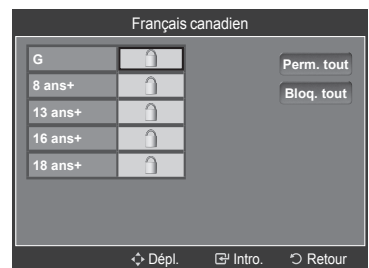 Français canadien
G
Perm. tout
8 ans+
Bloq. tout
13 ans+
16 ans+
18 ans+
Dépl. Intro. Retour